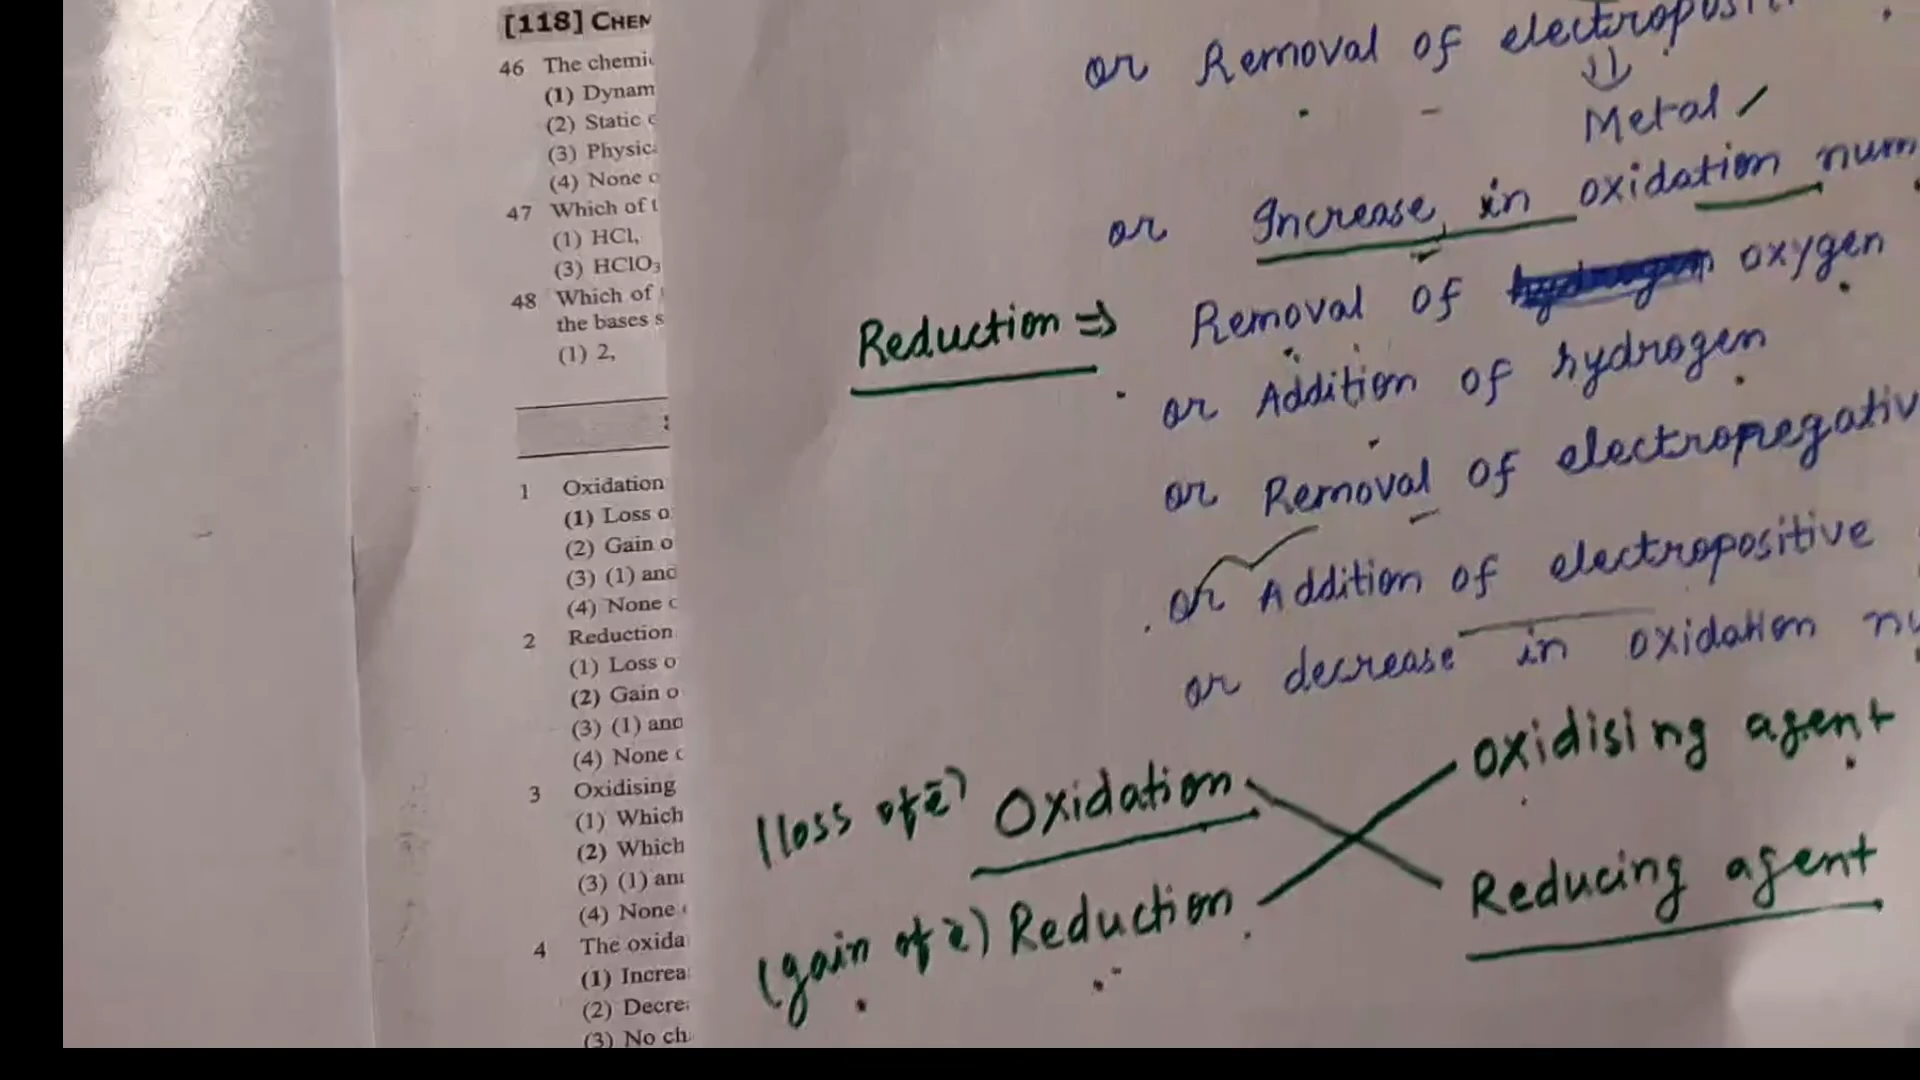 [118] CHEM
46 The chemic
(1) Dynam
(2) Static e
(3) Physica
(4) None o
47 Which of t
(1) HCl,
(3) HClO3
48 Which of
the bases s
(1) 2,
1 Oxidation
(1) Loss o
(2) Gain o
(3) (1) and
(4) None o
2 Reduction
(1) Loss o
(2) Gain o
(3) (1) and
(4) None o
3 Oxidising
(1) Which
(2) Which
(3) (1) an
(4) None
4 The oxida
(1) Increa
(2) Decre
(3) No ch
or Removal of electropositi
Metal
or Increase in oxidation num
Reduction ⇒ Removal of hydrogen oxygen
or Addition of hydrogen
or Removal of electronegativ
or Addition of electropositive
or decrease in oxidation nu
(loss of e̅) Oxidation oxidising agent
(gain of e̅) Reduction Reducing agent